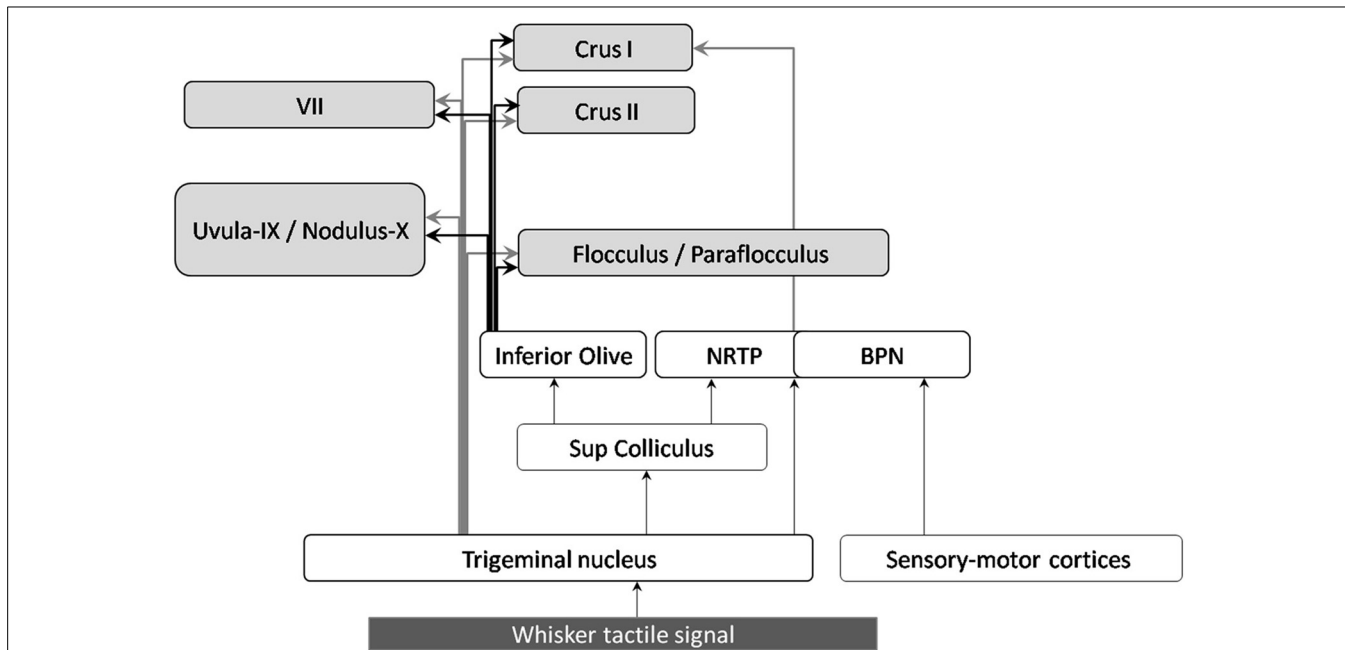 Crus I
VII
Crus II
Uvula-IX / Nodulus-X
Flocculus / Paraflocculus
Inferior Olive
NRTP
BPN
Sup Colliculus
Trigeminal nucleus
Sensory-motor cortices
Whisker tactile signal